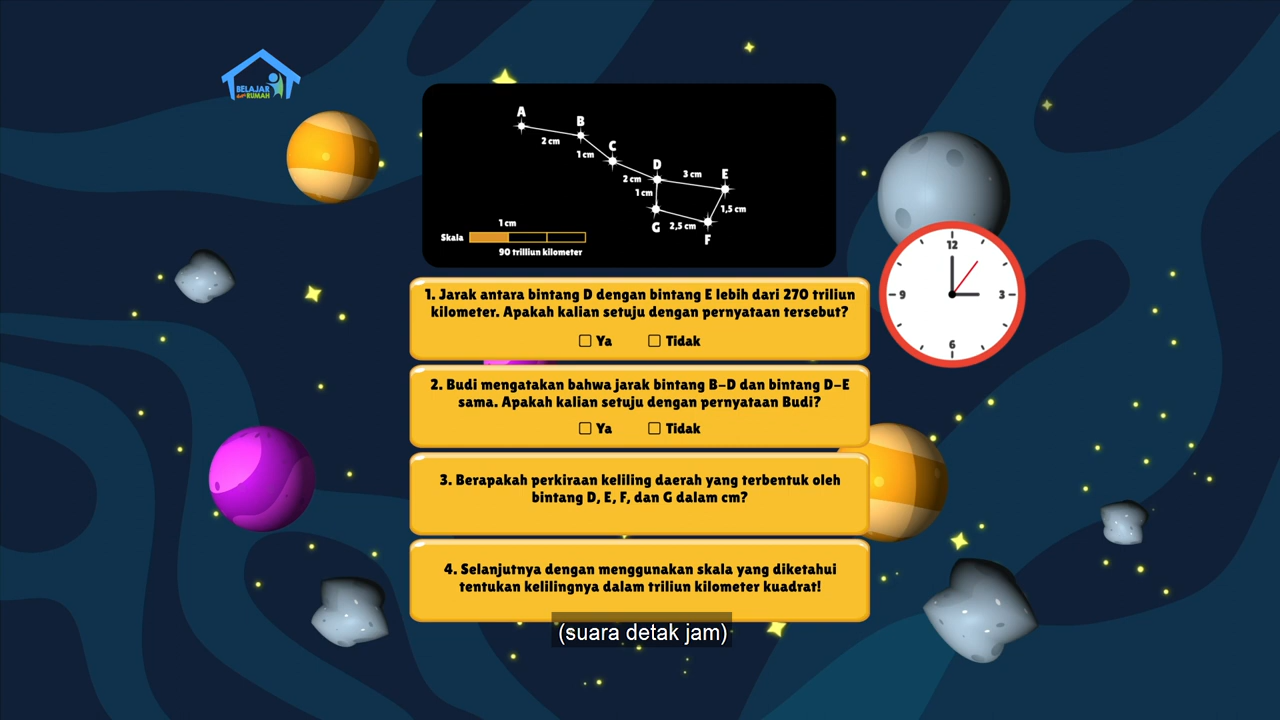 BELAJAR
dari RUMAH
A
B
2 cm
1 cm
C
D
2 cm
3 cm
E
1 cm
1,5 cm
G
2,5 cm
F
1 cm
Skala
90 trilliun kilometer
12
9
3
6
1. Jarak antara bintang D dengan bintang E lebih dari 270 triliun
kilometer. Apakah kalian setuju dengan pernyataan tersebut?
Ya Tidak
2. Budi mengatakan bahwa jarak bintang B-D dan bintang D-E
sama. Apakah kalian setuju dengan pernyataan Budi?
Ya Tidak
3. Berapakah perkiraan keliling daerah yang terbentuk oleh
bintang D, E, F, dan G dalam cm?
4. Selanjutnya dengan menggunakan skala yang diketahui
tentukan kelilingnya dalam triliun kilometer kuadrat!
(suara detak jam)